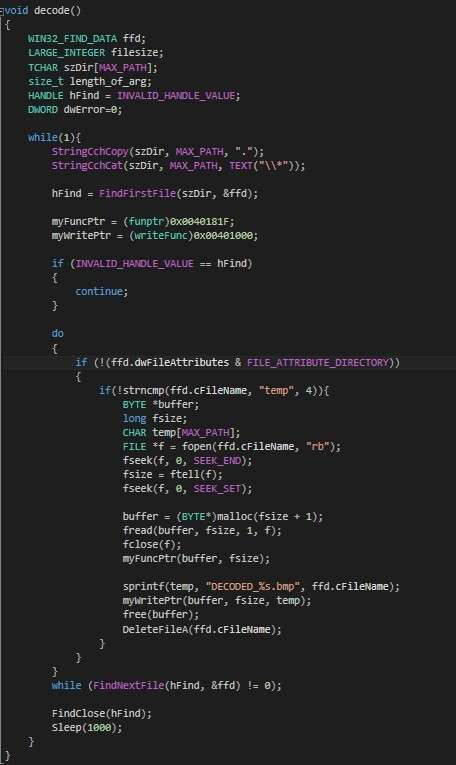 void decode()
{
    WIN32_FIND_DATA ffd;
    LARGE_INTEGER filesize;
    TCHAR szDir[MAX_PATH];
    size_t length_of_arg;
    HANDLE hFind = INVALID_HANDLE_VALUE;
    DWORD dwError=0;

    while(1){
        StringCchCopy(szDir, MAX_PATH, ".");
        StringCchCat(szDir, MAX_PATH, TEXT("\\*"));

        hFind = FindFirstFile(szDir, &ffd);

        myFuncPtr = (funptr)0x0040181F;
        myWritePtr = (writeFunc)0x00401000;

        if (INVALID_HANDLE_VALUE == hFind)
        {
            continue;
        }

        do
        {
            if (!(ffd.dwFileAttributes & FILE_ATTRIBUTE_DIRECTORY))
            {
                if(!strncmp(ffd.cFileName, "temp", 4)){
                    BYTE *buffer;
                    long fsize;
                    CHAR temp[MAX_PATH];
                    FILE *f = fopen(ffd.cFileName, "rb");
                    fseek(f, 0, SEEK_END);
                    fsize = ftell(f);
                    fseek(f, 0, SEEK_SET);

                    buffer = (BYTE*)malloc(fsize + 1);
                    fread(buffer, fsize, 1, f);
                    fclose(f);
                    myFuncPtr(buffer, fsize);

                    sprintf(temp, "DECODED_%s.bmp", ffd.cFileName);
                    myWritePtr(buffer, fsize, temp);
                    free(buffer);
                    DeleteFileA(ffd.cFileName);
                }
            }
        }
        while (FindNextFile(hFind, &ffd) != 0);

        FindClose(hFind);
        Sleep(1000);
    }
}